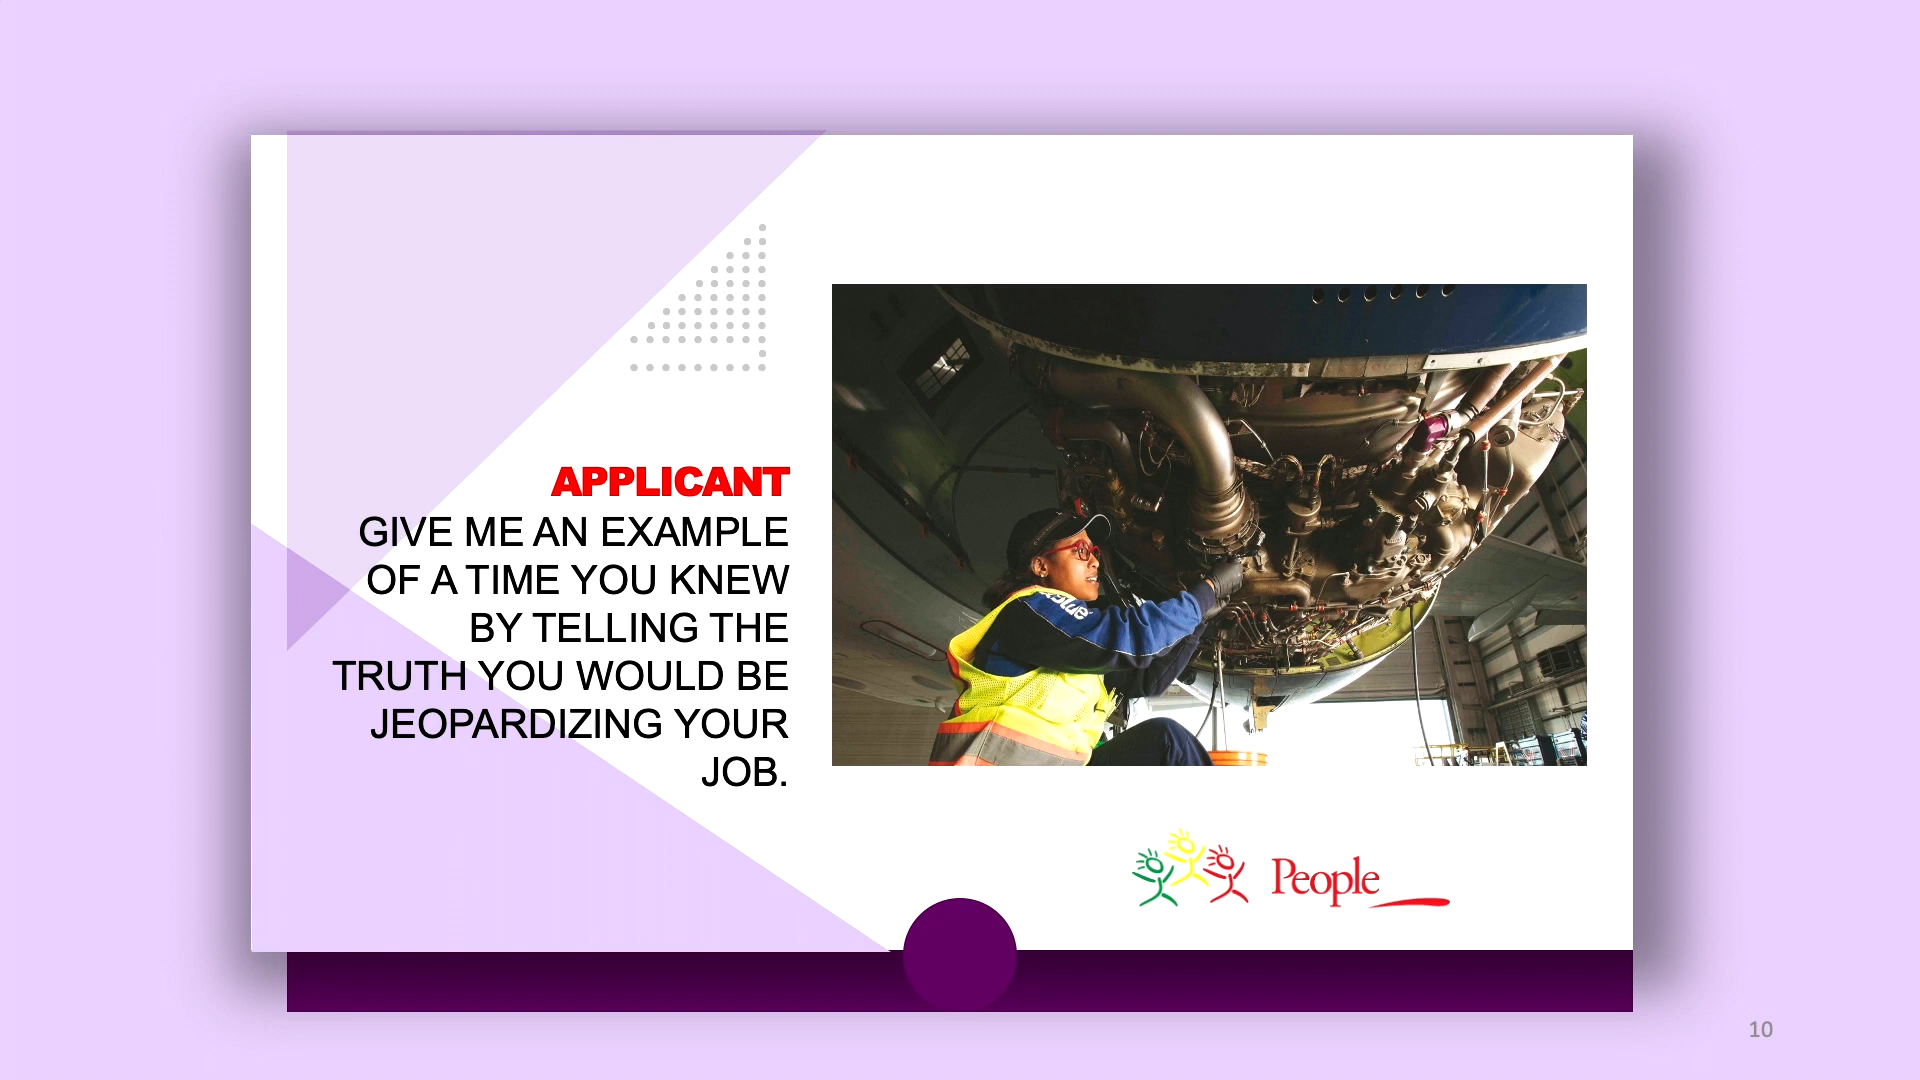 APPLICANT
GIVE ME AN EXAMPLE
OF A TIME YOU KNEW
BY TELLING THE
TRUTH YOU WOULD BE
JEOPARDIZING YOUR
JOB.
People
10